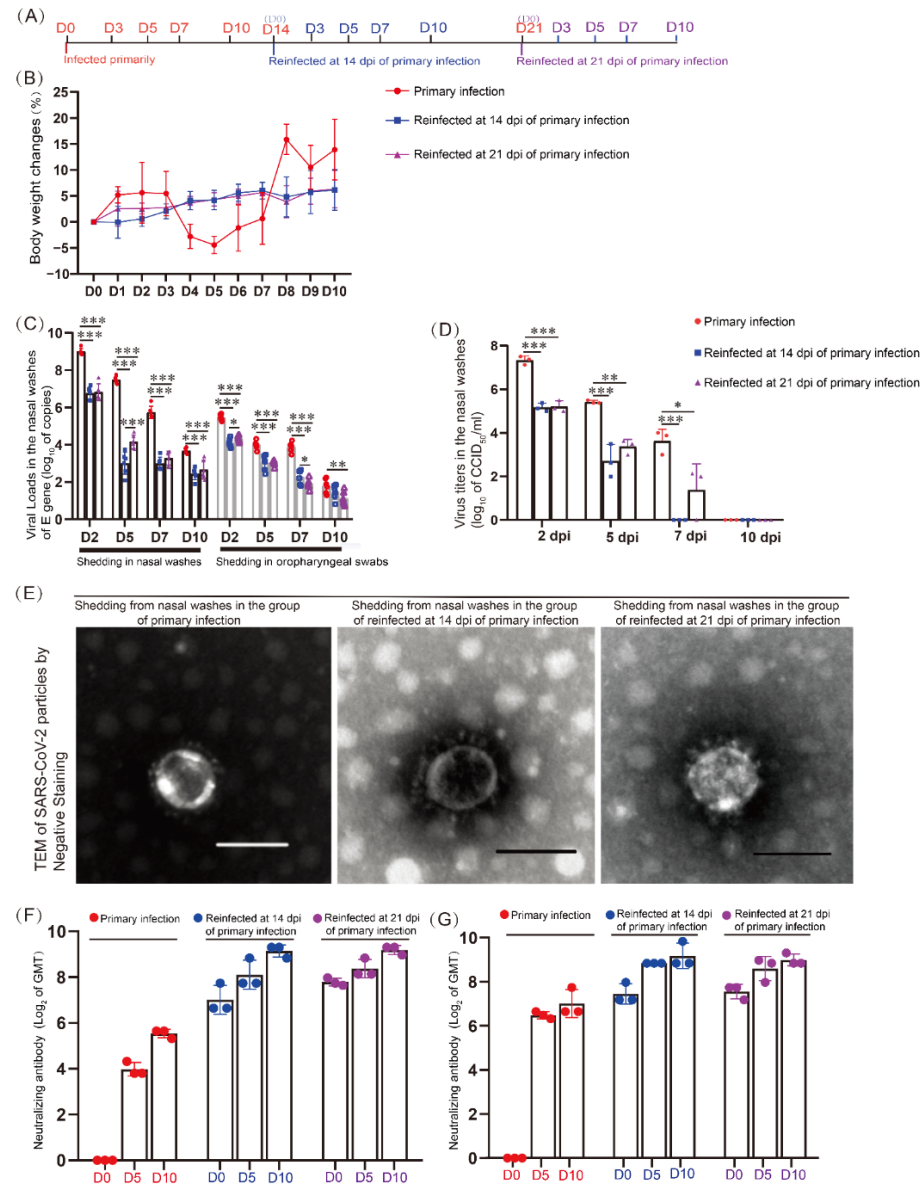 (A)
(D0) (D0)
D0 D3 D5 D7 D10 D14 D3 D5 D7 D10 D21 D3 D5 D7 D10
Infected primarily Reinfected at 14 dpi of primary infection Reinfected at 21 dpi of primary infection
(B)
Body weight changes (%)
25
20
15
10
5
0
−5
−10
D0 D1 D2 D3 D4 D5 D6 D7 D8 D9 D10
Primary infection
Reinfected at 14 dpi of primary infection
Reinfected at 21 dpi of primary infection
(C)
Viral Loads in the nasal washes
of E gene (log10 of copies)
10
8
6
4
2
0
*** *** *** *** *** *** *** *** *** *** *** * *** *** *** *** * **
D2 D5 D7 D10 D2 D5 D7 D10
Shedding in nasal washes Shedding in oropharyngeal swabs
(D)
Virus titers in the nasal washes
(log10 of CCID50/ml)
8
6
4
2
0
*** *** ** *** * ***
2 dpi 5 dpi 7 dpi 10 dpi
Primary infection
Reinfected at 14 dpi of primary infection
Reinfected at 21 dpi of primary infection
(E)
Shedding from nasal washes in the group
of primary infection
Shedding from nasal washes in the group
of reinfected at 14 dpi of primary infection
Shedding from nasal washes in the group
of reinfected at 21 dpi of primary infection
TEM of SARS-CoV-2 particles by
Negative Staining
(F)
Primary infection Reinfected at 14 dpi
of primary infection
Reinfected at 21 dpi
of primary infection
Neutralizing antibody (Log2 of GMT)
10
8
6
4
2
0
D0 D5 D10 D0 D5 D10 D0 D5 D10
(G)
Primary infection Reinfected at 14 dpi
of primary infection
Reinfected at 21 dpi
of primary infection
Neutralizing antibody (Log2 of GMT)
10
8
6
4
2
0
D0 D5 D10 D0 D5 D10 D0 D5 D10